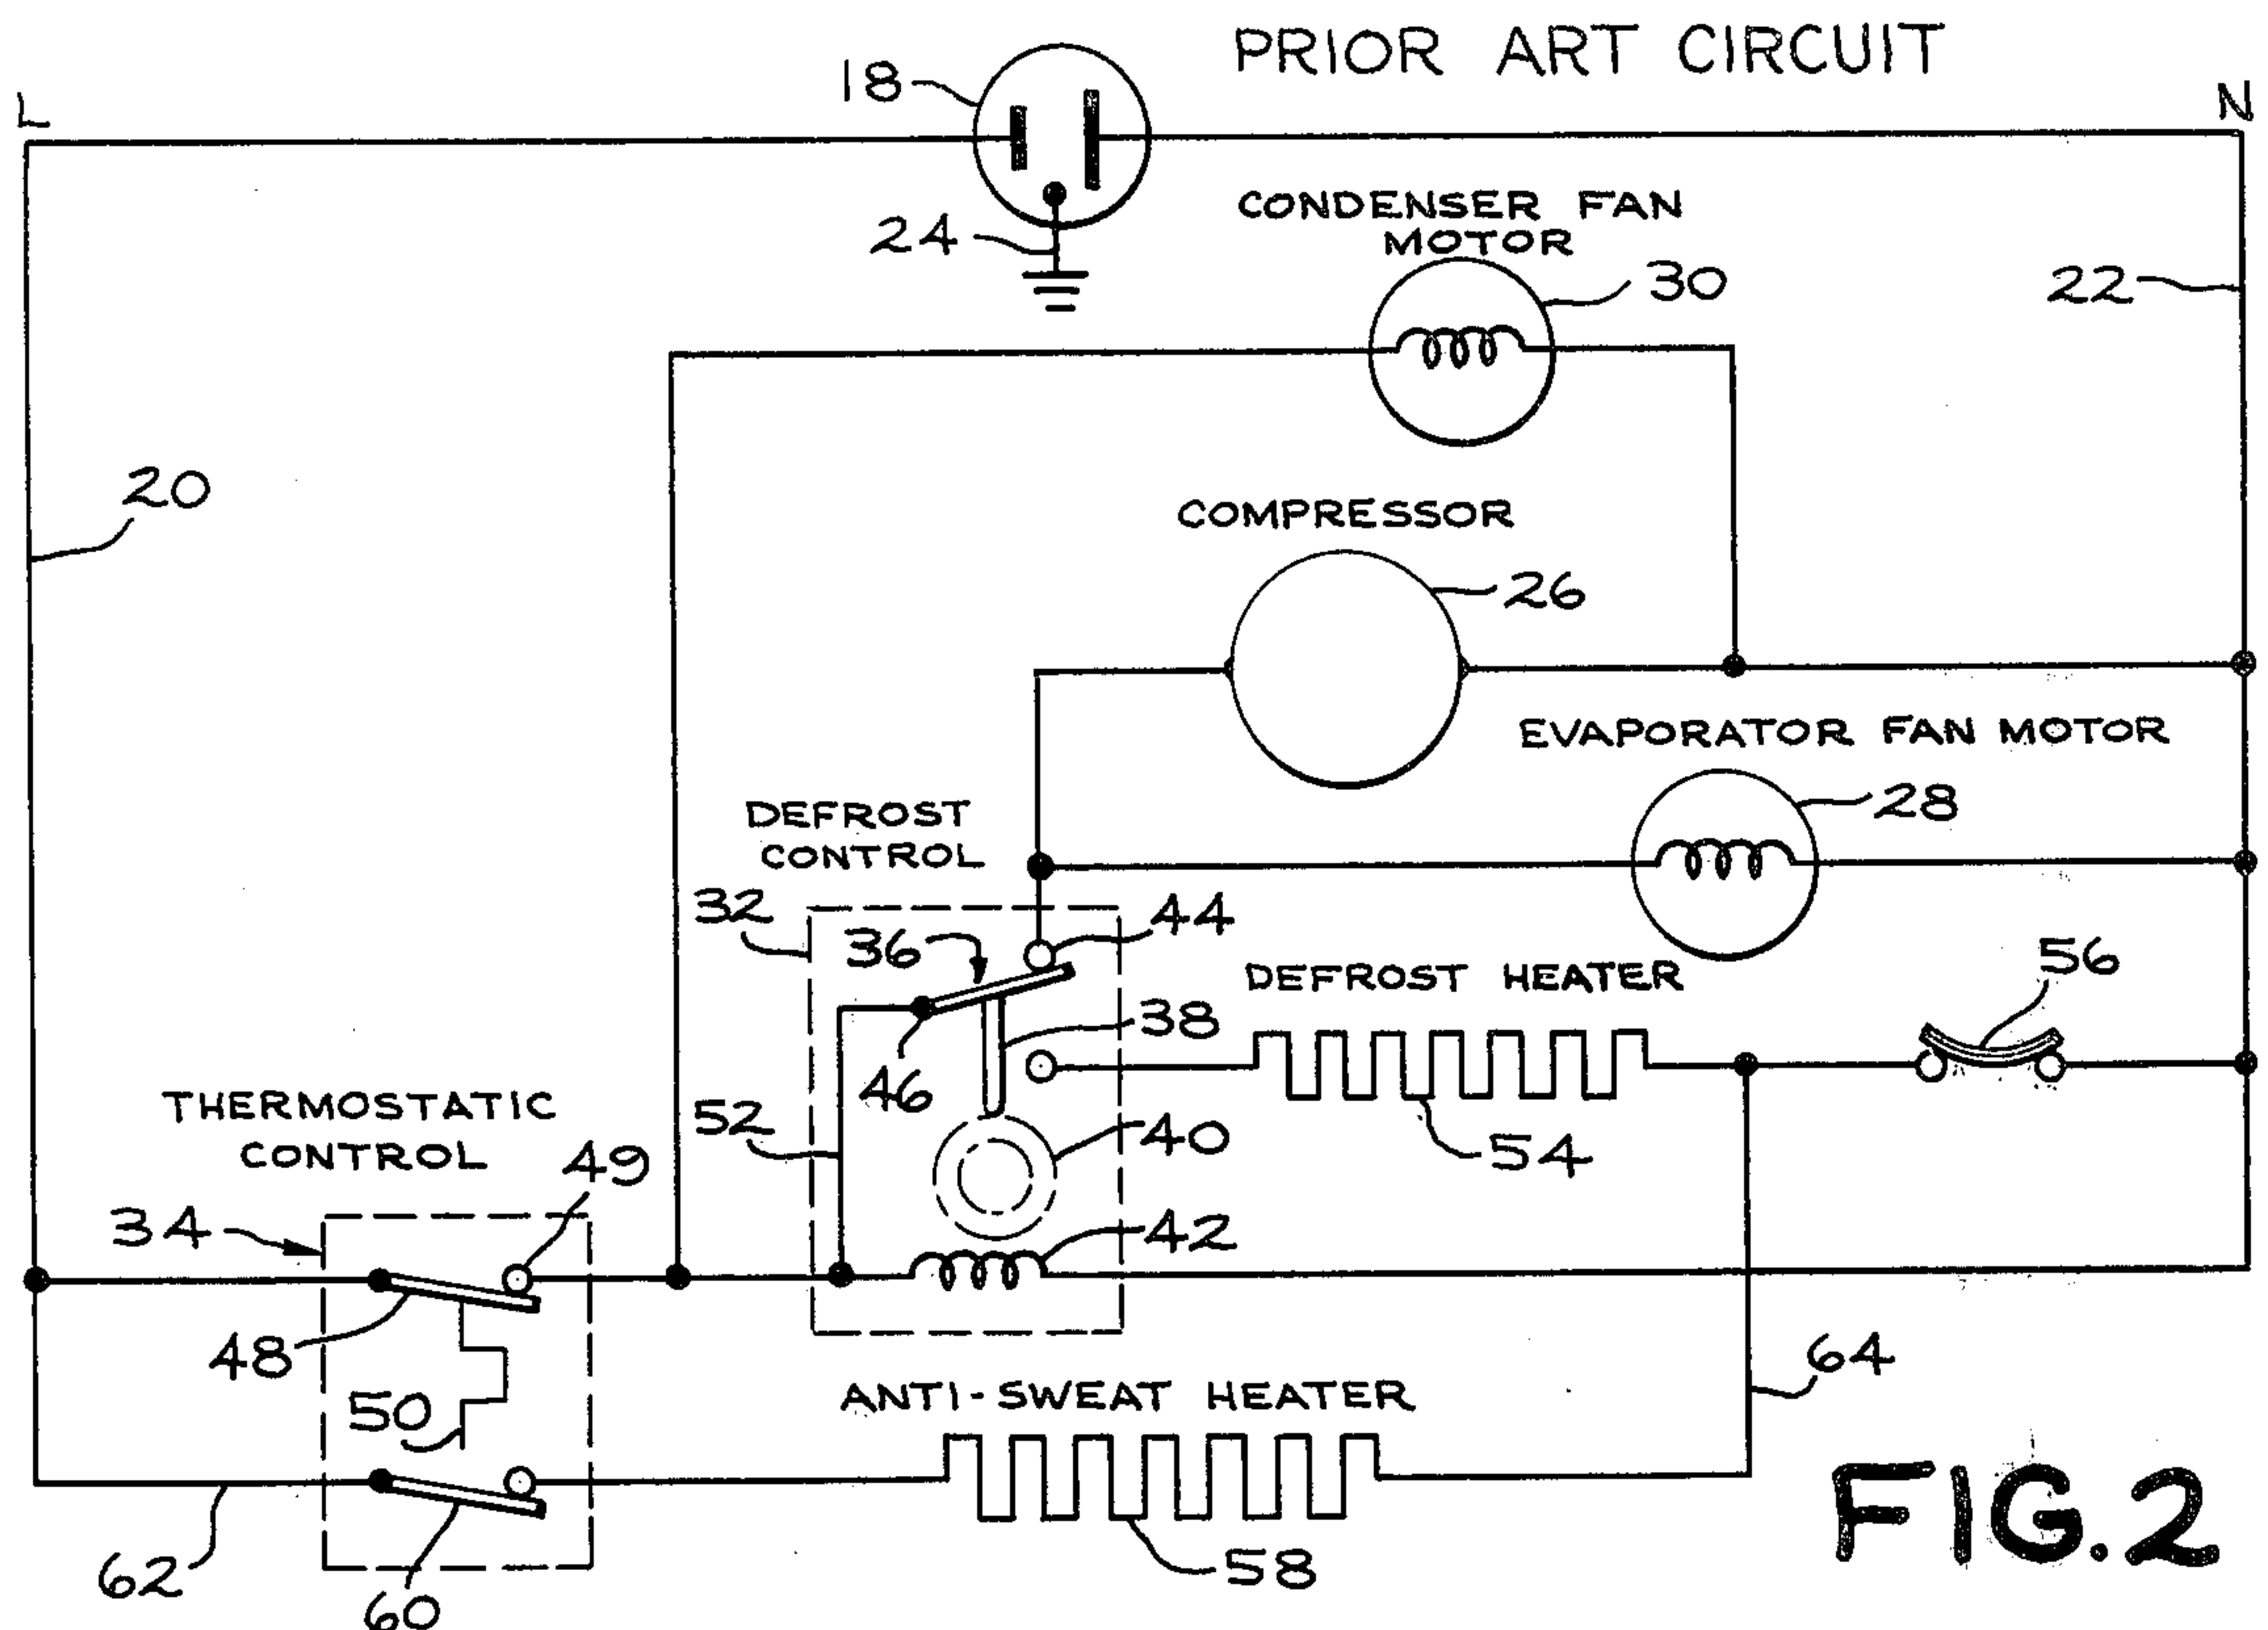 PRIOR ART CIRCUIT
18
L
N
24
CONDENSER FAN
MOTOR
30
22
20
COMPRESSOR
26
EVAPORATOR FAN MOTOR
28
DEFROST
CONTROL
32
36
44
DEFROST HEATER
56
38
46
52
40
54
THERMOSTATIC
CONTROL
49
34
42
48
50
64
ANTI-SWEAT HEATER
58
62
60
FIG.2